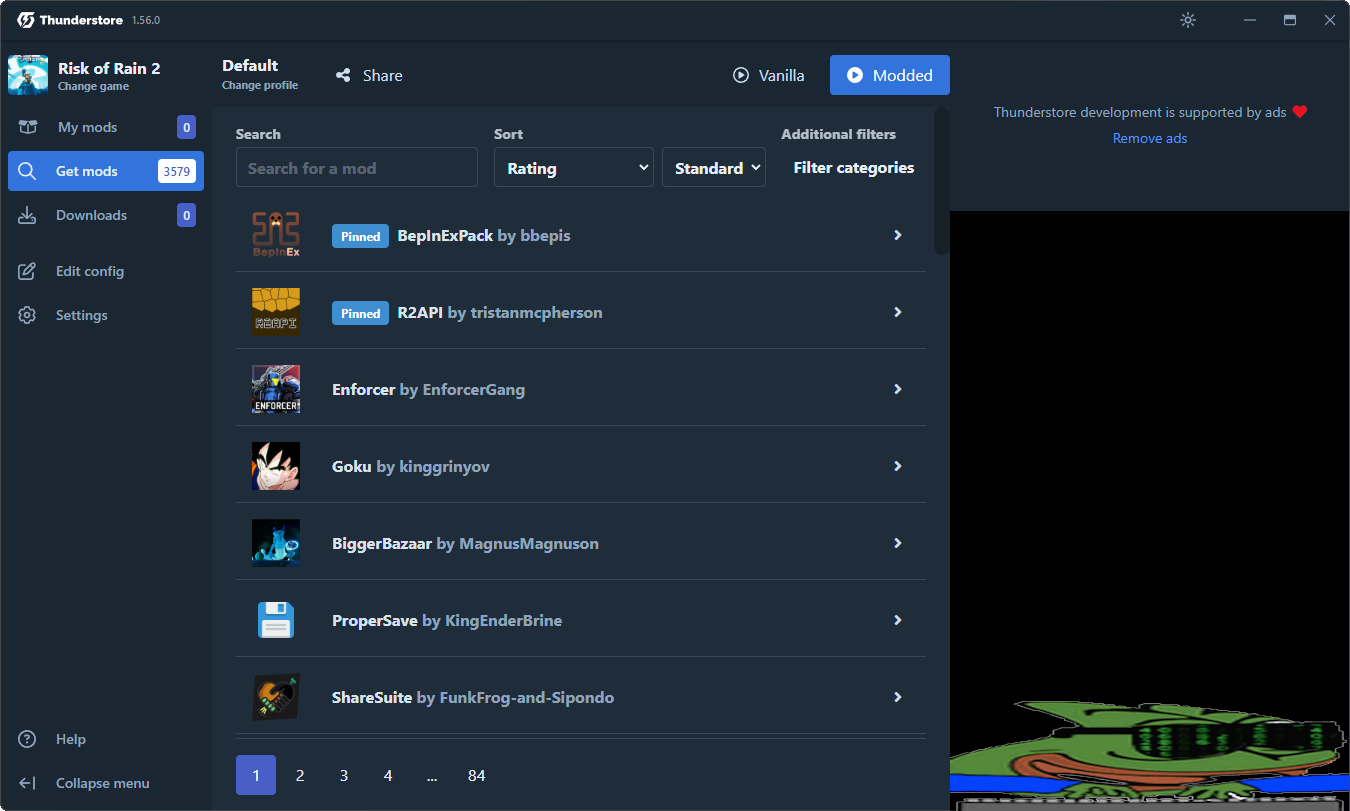 Thunderstore 1.56.0
Risk of Rain 2
Change game
Default
Change profile
Share
Vanilla
Modded
My mods 0
Get mods 3579
Downloads 0
Edit config
Settings
Help
Collapse menu
Search
Search for a mod
Sort
Rating
Standard
Additional filters
Filter categories
BepInEx
Pinned BepInExPack by bbepis
R2API
Pinned R2API by tristanmcpherson
ENFORCER
Enforcer by EnforcerGang
Goku by kinggrinyov
BiggerBazaar by MagnusMagnuson
ProperSave by KingEnderBrine
ShareSuite by FunkFrog-and-Sipondo
1 2 3 4 ... 84
Thunderstore development is supported by ads
Remove ads